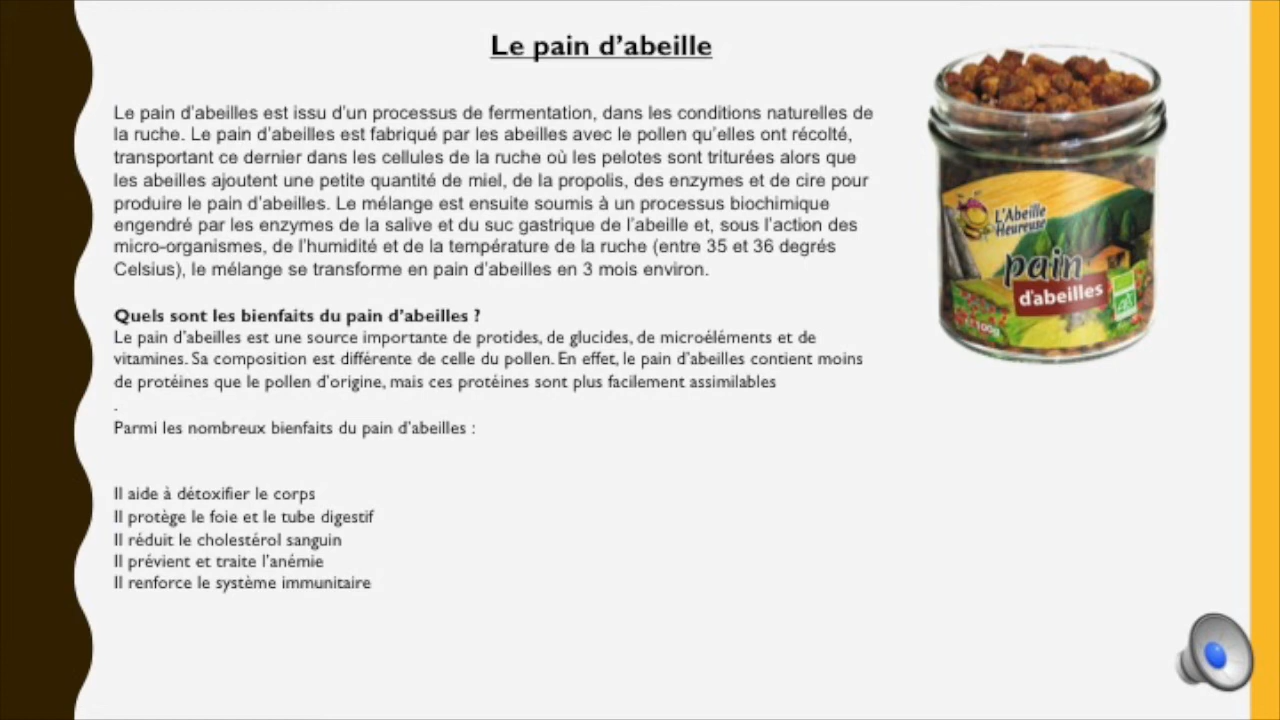 Le pain d'abeille
Le pain d'abeilles est issu d'un processus de fermentation, dans les conditions naturelles de
la ruche. Le pain d'abeilles est fabriqué par les abeilles avec le pollen qu'elles ont récolté,
transportant ce dernier dans les cellules de la ruche où les pelotes sont triturées alors que
les abeilles ajoutent une petite quantité de miel, de la propolis, des enzymes et de cire pour
produire le pain d'abeilles. Le mélange est ensuite soumis à un processus biochimique
engendré par les enzymes de la salive et du suc gastrique de l'abeille et, sous l'action des
micro-organismes, de l'humidité et de la température de la ruche (entre 35 et 36 degrés
Celsius), le mélange se transforme en pain d'abeilles en 3 mois environ.
Quels sont les bienfaits du pain d'abeilles ?
Le pain d'abeilles est une source importante de protides, de glucides, de microéléments et de
vitamines. Sa composition est différente de celle du pollen. En effet, le pain d'abeilles contient moins
de protéines que le pollen d'origine, mais ces protéines sont plus facilement assimilables
.
Parmi les nombreux bienfaits du pain d'abeilles :
Il aide à détoxifier le corps
Il protège le foie et le tube digestif
Il réduit le cholestérol sanguin
Il prévient et traite l'anémie
Il renforce le système immunitaire
L'Abeille
Heureuse
pain
d'abeilles
100g